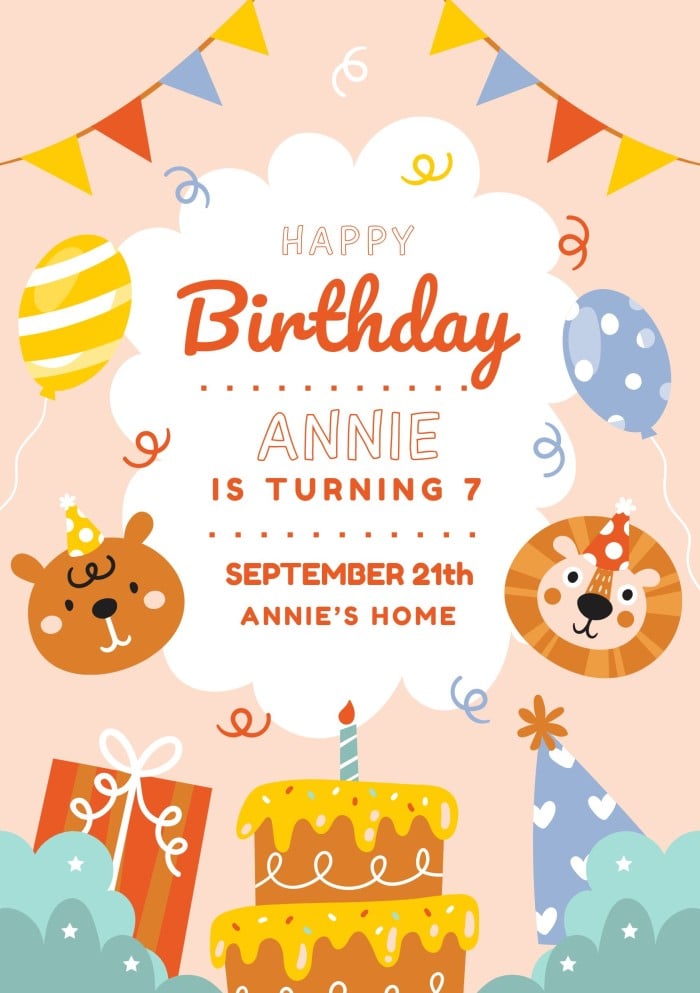 HAPPY
Birthday
ANNIE
IS TURNING 7
SEPTEMBER 21th
ANNIE'S HOME